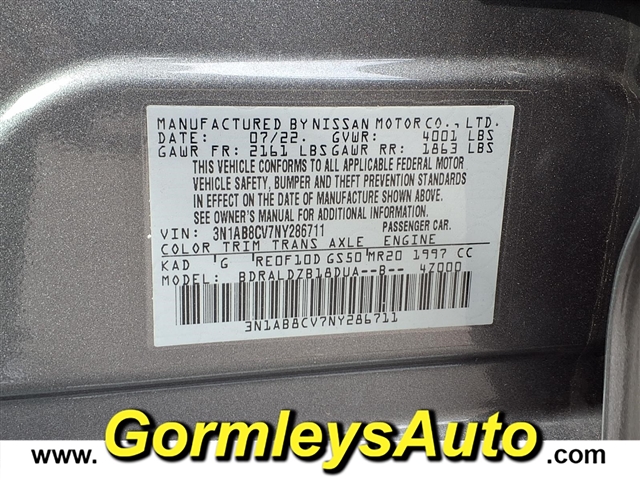 MANUFACTURED BY NISSAN MOTOR CO., LTD.
DATE: 07/22 GVWR: 4001 LBS
GAWR FR: 2161 LBS GAWR RR: 1863 LBS
THIS VEHICLE CONFORMS TO ALL APPLICABLE FEDERAL MOTOR
VEHICLE SAFETY, BUMPER AND THEFT PREVENTION STANDARDS
IN EFFECT ON THE DATE OF MANUFACTURE SHOWN ABOVE.
SEE OWNER'S MANUAL FOR ADDITIONAL INFORMATION.
VIN: 3N1AB8CV7NY286711 PASSENGER CAR.
COLOR TRIM TRANS AXLE ENGINE
KAD 'G 'RE0F10D GS50 MR20 1997 CC
MODEL: BDRALDZB18DUA--B-- 4Z000
3N1AB8CV7NY286711
www.GormleysAuto.com